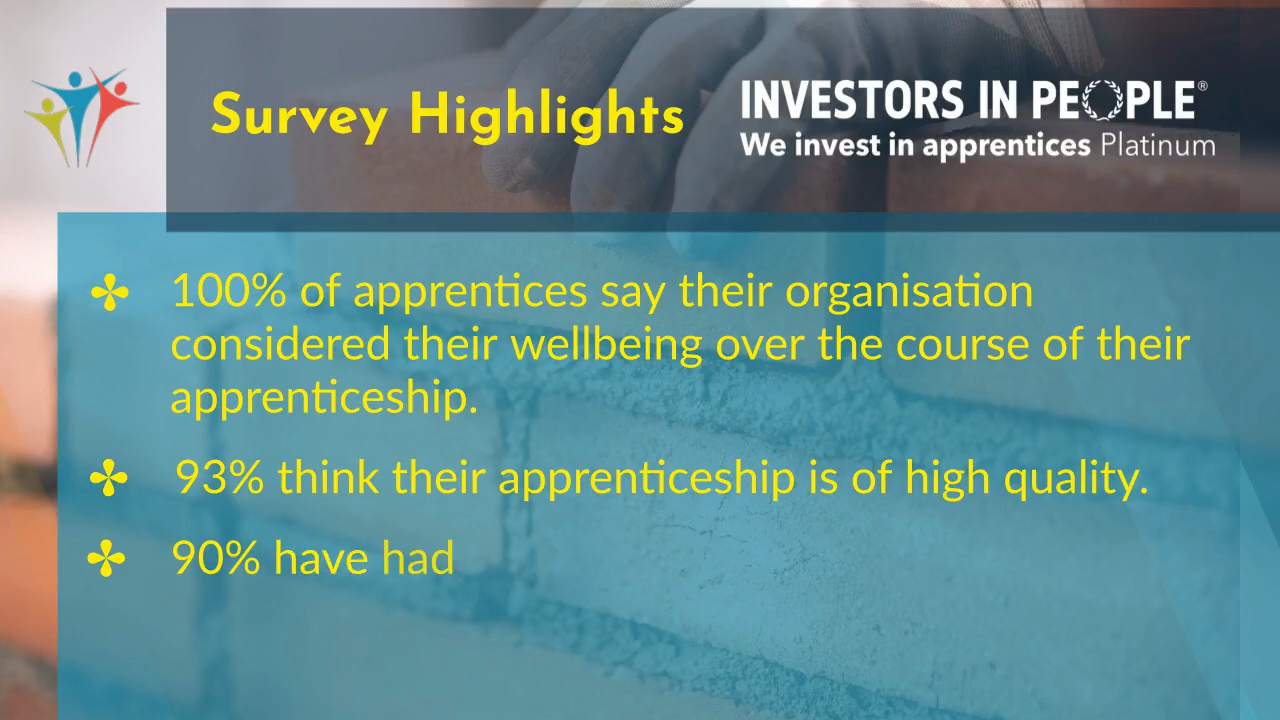 Survey Highlights
INVESTORS IN PEOPLE®
We invest in apprentices Platinum
100% of apprentices say their organisation
considered their wellbeing over the course of their
apprenticeship.
93% think their apprenticeship is of high quality.
90% have had